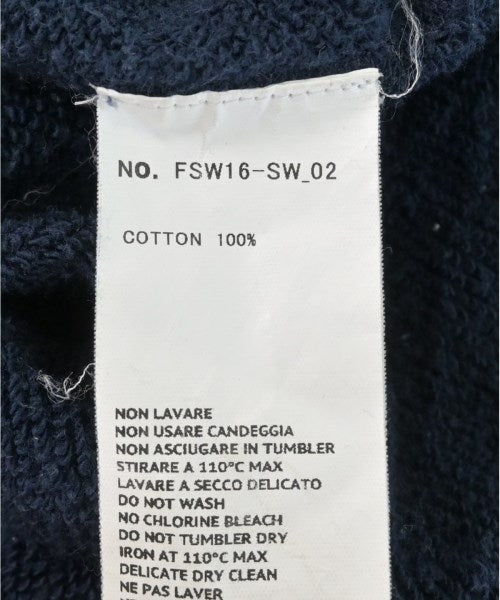 NO. FSW16-SW_02
COTTON 100%
NON LAVARE
NON USARE CANDEGGIA
NON ASCIUGARE IN TUMBLER
STIRARE A 110°C MAX
LAVARE A SECCO DELICATO
DO NOT WASH
NO CHLORINE BLEACH
DO NOT TUMBLE DRY
IRON AT 110°C MAX
DELICATE DRY CLEAN
NE PAS LAVER